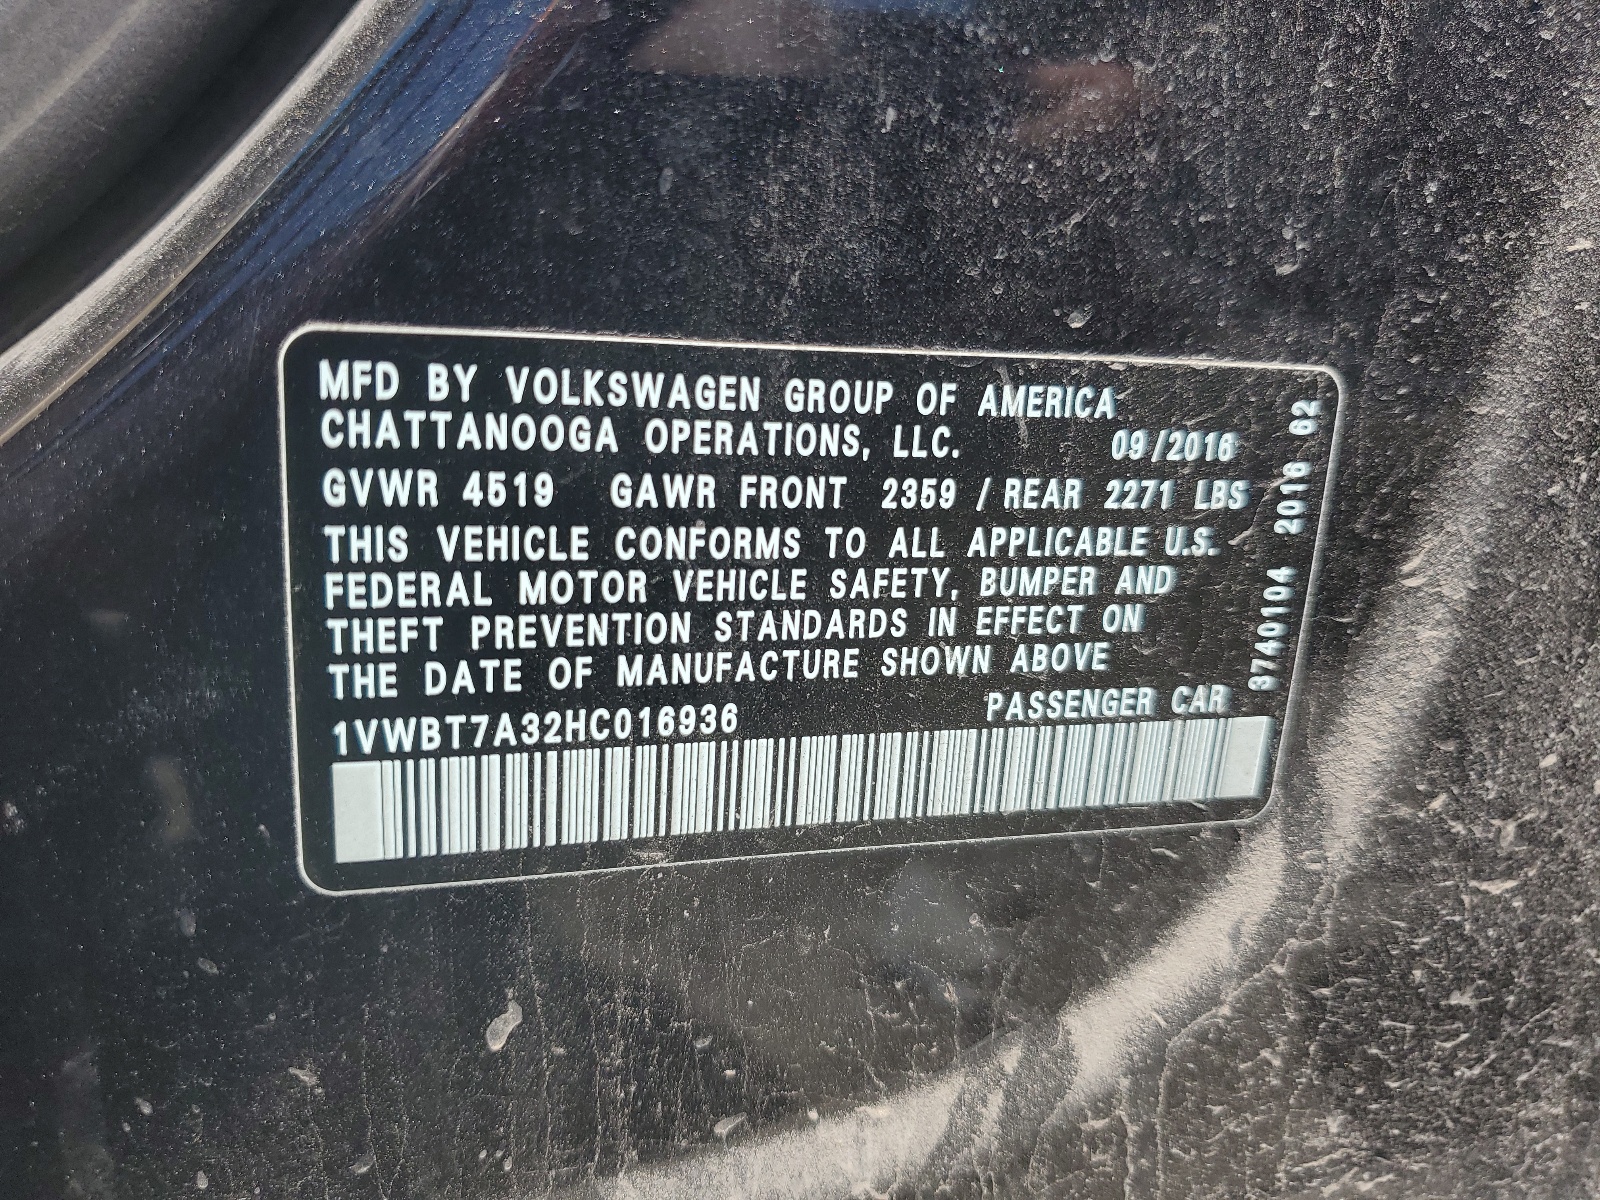 MFD BY VOLKSWAGEN GROUP OF AMERICA
CHATTANOOGA OPERATIONS, LLC. 09/2016
GVWR 4519 GAWR FRONT 2359 / REAR 2271 LBS
THIS VEHICLE CONFORMS TO ALL APPLICABLE U.S.
FEDERAL MOTOR VEHICLE SAFETY, BUMPER AND
THEFT PREVENTION STANDARDS IN EFFECT ON
THE DATE OF MANUFACTURE SHOWN ABOVE
1VWBT7A32HC016936 PASSENGER CAR
3740104 2016 62